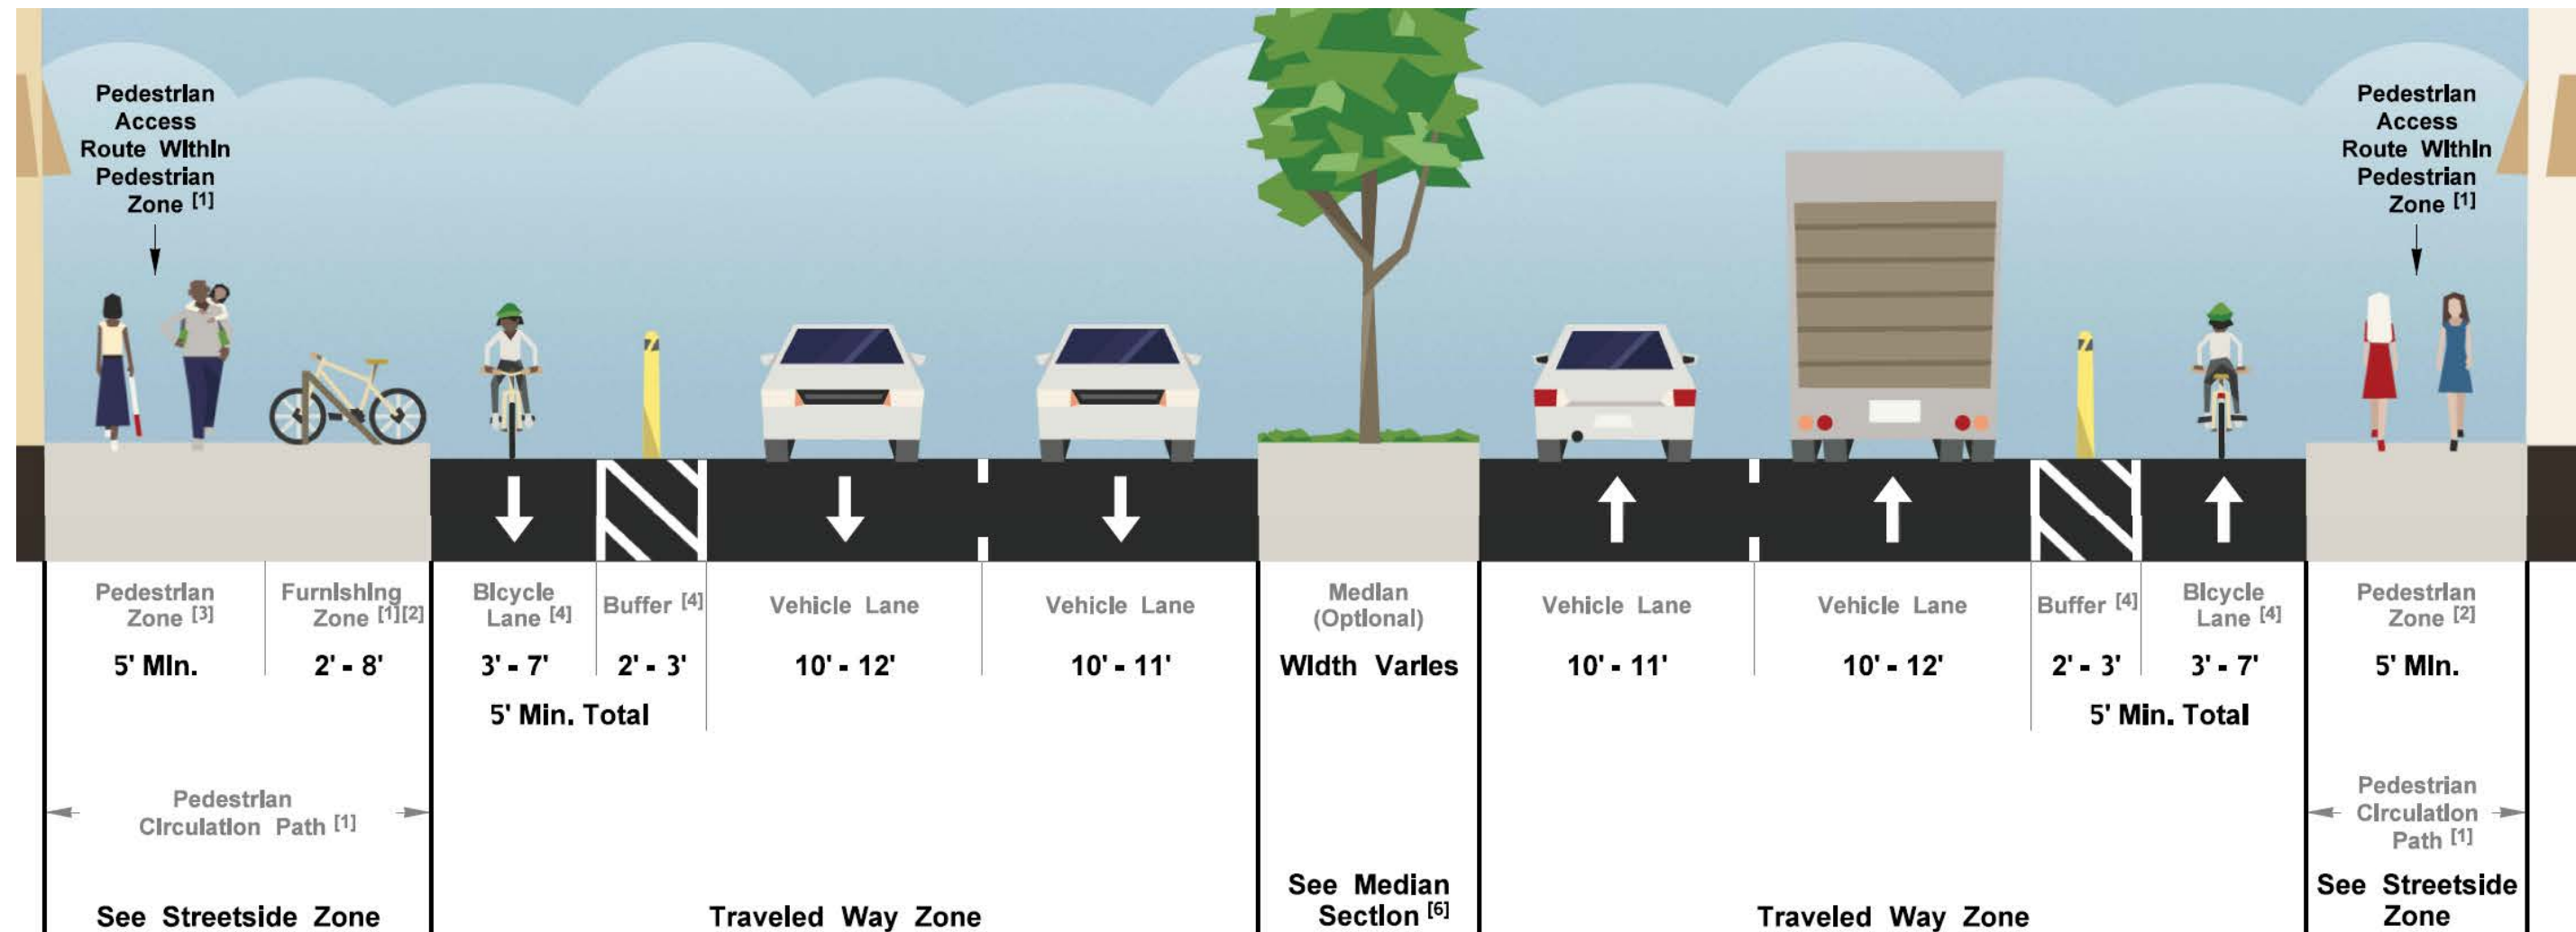 Pedestrian
Access
Route Within
Pedestrian
Zone [1]
Pedestrian
Access
Route Within
Pedestrian
Zone [1]
Pedestrian
Zone [3]
Furnishing
Zone [1][2]
Bicycle
Lane [4]
Buffer [4]
Vehicle Lane
Vehicle Lane
Median
(Optional)
Vehicle Lane
Vehicle Lane
Buffer [4]
Bicycle
Lane [4]
Pedestrian
Zone [2]
5' Min.
2' - 8'
3' - 7'
2' - 3'
10' - 12'
10' - 11'
Width Varies
10' - 11'
10' - 12'
2' - 3'
3' - 7'
5' Min.
5' Min. Total
5' Min. Total
Pedestrian
Circulation Path [1]
Pedestrian
Circulation
Path [1]
See Streetside Zone
Traveled Way Zone
See Median
Section [6]
Traveled Way Zone
See Streetside
Zone